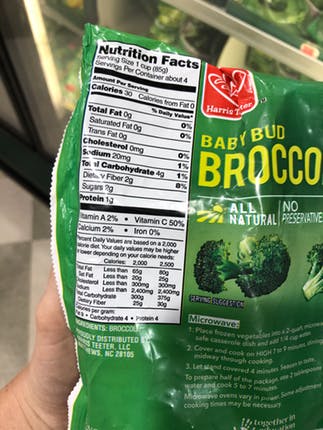 Nutrition Facts
Serving Size 1 cup (85g)
Servings Per Container about 4
Amount Per Serving
Calories 30 Calories from Fat 0
% Daily Value*
Total Fat 0g 0%
Saturated Fat 0g 0%
Trans Fat 0g
Cholesterol 0mg 0%
Sodium 20mg 1%
Total Carbohydrate 4g 1%
Dietary Fiber 2g 8%
Sugars 2g
Protein 1g
Vitamin A 2% • Vitamin C 50%
Calcium 2% • Iron 0%
Percent Daily Values are based on a 2,000
calorie diet. Your daily values may be higher
or lower depending on your calorie needs:
Calories: 2,000 2,500
Total Fat Less than 65g 80g
Sat Fat Less than 20g 25g
Cholesterol Less than 300mg 300mg
Sodium Less than 2,400mg 2,400mg
Total Carbohydrate 300g 375g
Dietary Fiber 25g 30g
Calories per gram:
• Carbohydrate 4 • Protein 4
INGREDIENTS: BROCCOLI
DISTRIBUTED BY
HARRIS TEETER, LLC
MATTHEWS, NC 28105
Harris Teeter
BABY BUD
BROCCO
ALL
NATURAL
NO
PRESERVATIVE
SERVING SUGGESTION
Microwave:
1. Place frozen vegetables into a 2-quart, microwave
safe casserole dish and add 1/4 cup water.
2. Cover and cook on HIGH 7 to 9 minutes,
midway through cooking.
3. Let stand covered 4 minutes. Season to taste.
To prepare half of the package, use 2 tablespoons
water and cook 5 to 7 minutes.
Microwave ovens vary in power. Some adjustment
cooking times may be necessary.
together in